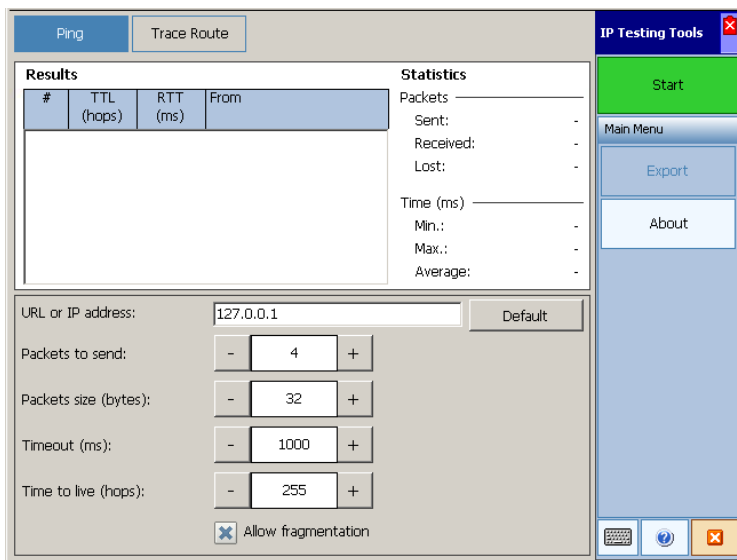 Ping
Trace Route
IP Testing Tools
Results
# TTL (hops) RTT (ms) From
Statistics
Packets
Sent: -
Received: -
Lost: -
Time (ms)
Min.: -
Max.: -
Average: -
Start
Main Menu
Export
About
URL or IP address: 127.0.0.1 Default
Packets to send: - 4 +
Packets size (bytes): - 32 +
Timeout (ms): - 1000 +
Time to live (hops): - 255 +
Allow fragmentation